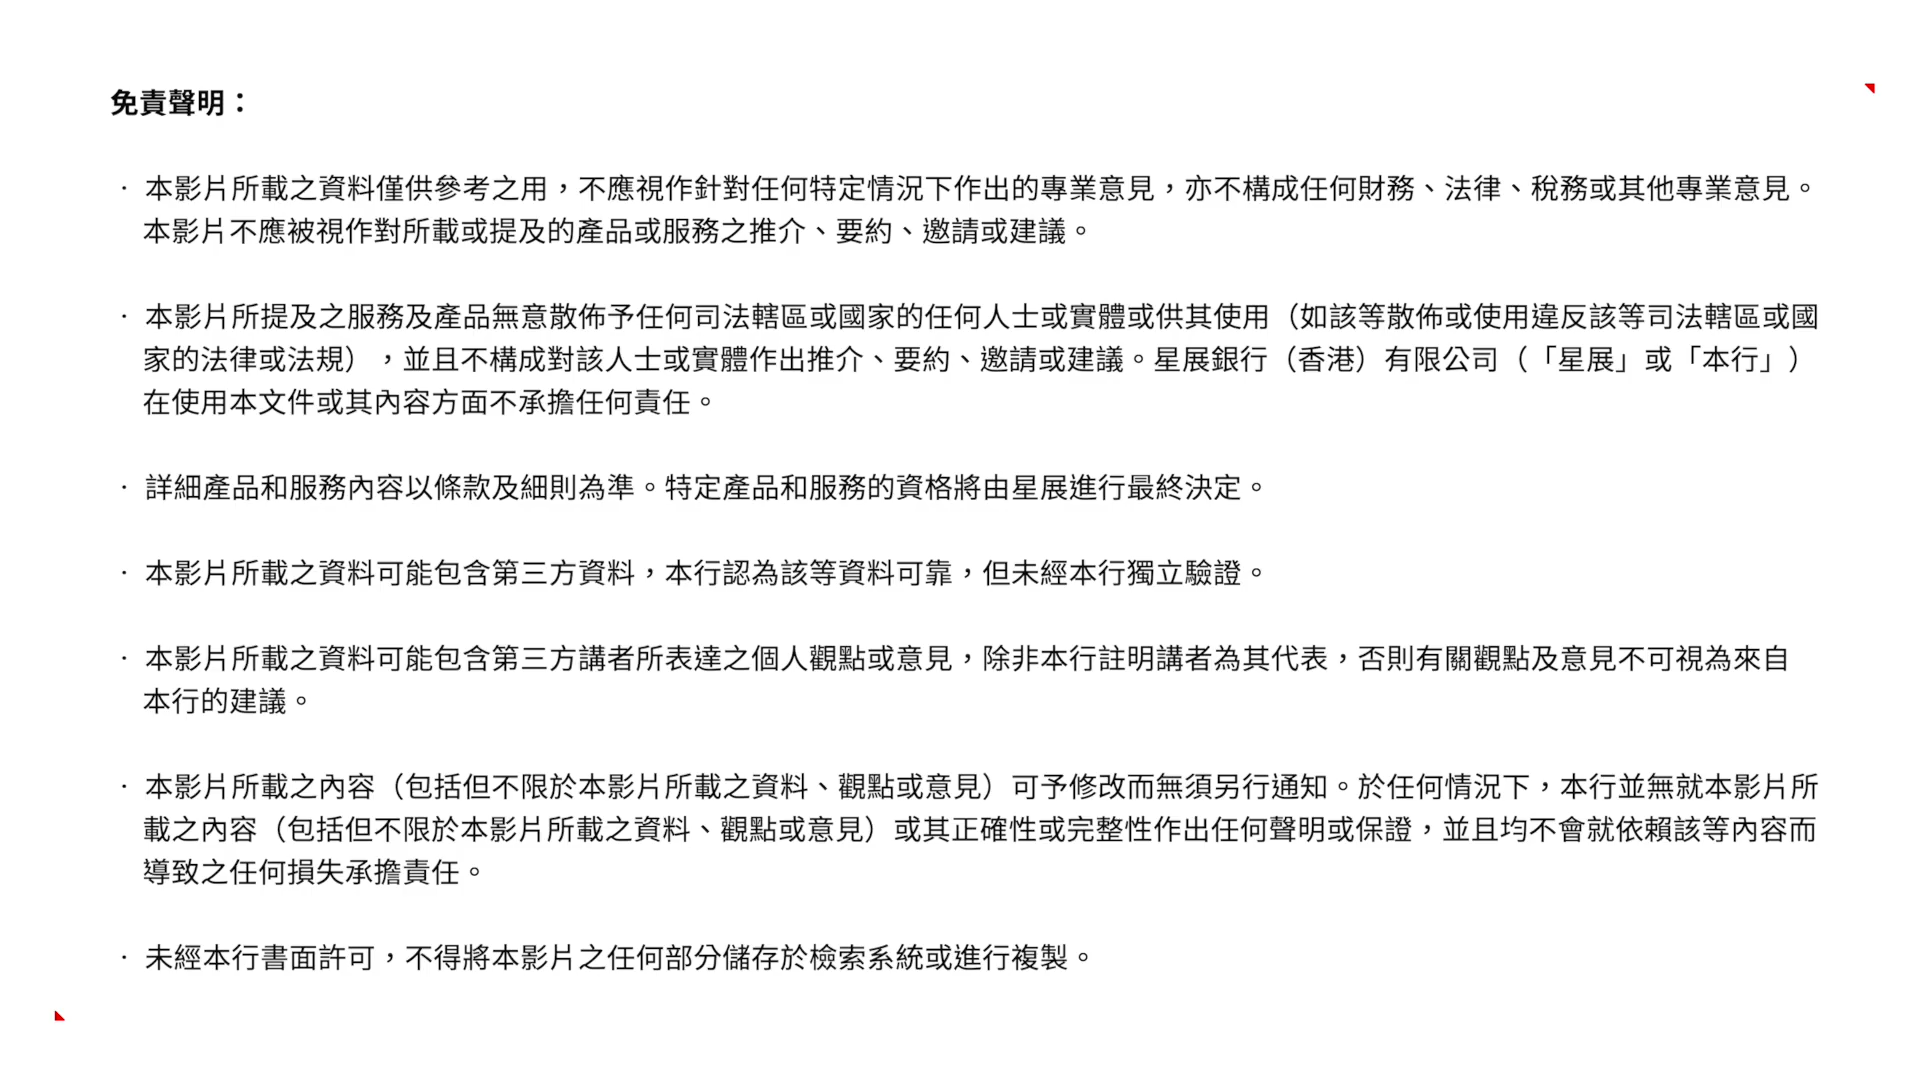 免責聲明：
· 本影片所載之資料僅供參考之用，不應視作針對任何特定情況下作出的專業意見，亦不構成任何財務、法律、稅務或其他專業意見。
本影片不應被視作對所載或提及的產品或服務之推介、要約、邀請或建議。
· 本影片所提及之服務及產品無意散佈予任何司法轄區或國家的任何人士或實體或供其使用（如該等散佈或使用違反該等司法轄區或國
家的法律或法規），並且不構成對該人士或實體作出推介、要約、邀請或建議。星展銀行（香港）有限公司（「星展」或「本行」）
在使用本文件或其內容方面不承擔任何責任。
· 詳細產品和服務內容以條款及細則為準。特定產品和服務的資格將由星展進行最終決定。
· 本影片所載之資料可能包含第三方資料，本行認為該等資料可靠，但未經本行獨立驗證。
· 本影片所載之資料可能包含第三方講者所表達之個人觀點或意見，除非本行註明講者為其代表，否則有關觀點及意見不可視為來自
本行的建議。
· 本影片所載之內容（包括但不限於本影片所載之資料、觀點或意見）可予修改而無須另行通知。於任何情況下，本行並無就本影片所
載之內容（包括但不限於本影片所載之資料、觀點或意見）或其正確性或完整性作出任何聲明或保證，並且均不會就依賴該等內容而
導致之任何損失承擔責任。
· 未經本行書面許可，不得將本影片之任何部分儲存於檢索系統或進行複製。